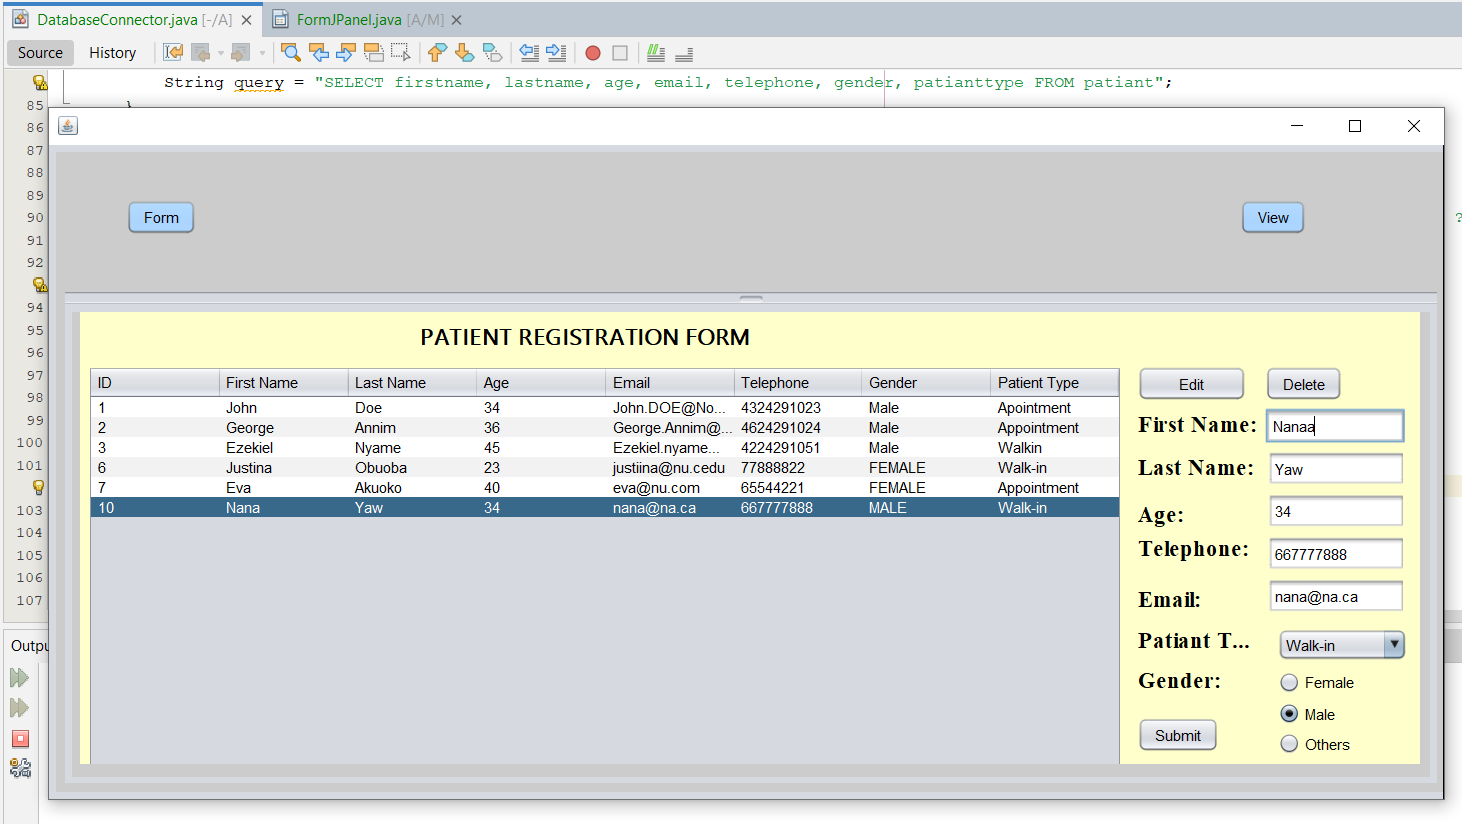 DatabaseConnector.java [-/A] FormJPanel.java [A/M]
Source History
String query = "SELECT firstname, lastname, age, email, telephone, gender, patianttype FROM patiant";
85
86
87
88
89
90 ?
91
92
94
95
96
97
98
99
100
101
103
104
105
106
107
Form View
PATIENT REGISTRATION FORM
ID First Name Last Name Age Email Telephone Gender Patient Type
1 John Doe 34 John.DOE@No... 4324291023 Male Apointment
2 George Annim 36 George.Annim@... 4624291024 Male Appointment
3 Ezekiel Nyame 45 Ezekiel.nyame... 4224291051 Male Walkin
6 Justina Obuoba 23 justiina@nu.cedu 77888822 FEMALE Walk-in
7 Eva Akuoko 40 eva@nu.com 65544221 FEMALE Appointment
10 Nana Yaw 34 nana@na.ca 667777888 MALE Walk-in
Edit Delete
First Name: Nanaa
Last Name: Yaw
Age: 34
Telephone: 667777888
Email: nana@na.ca
Patiant T... Walk-in
Gender: Female
Male
Submit
Others
Outpu